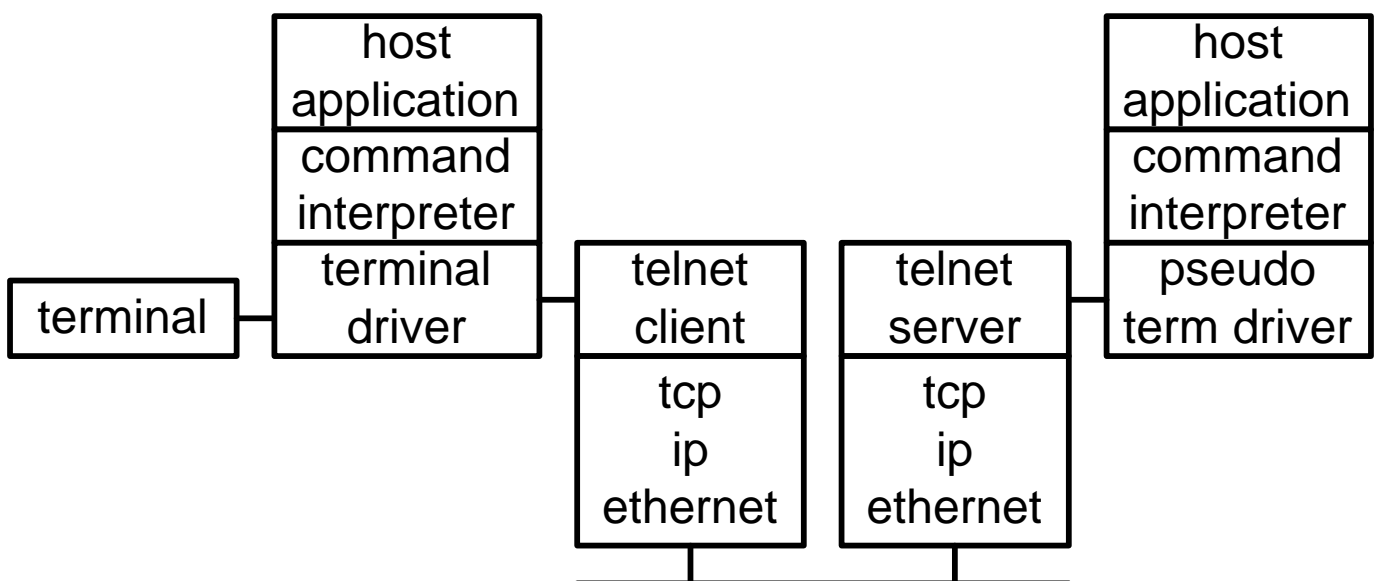 host
application
command
interpreter
terminal
driver
terminal
telnet
client
tcp
ip
ethernet
telnet
server
tcp
ip
ethernet
host
application
command
interpreter
pseudo
term driver